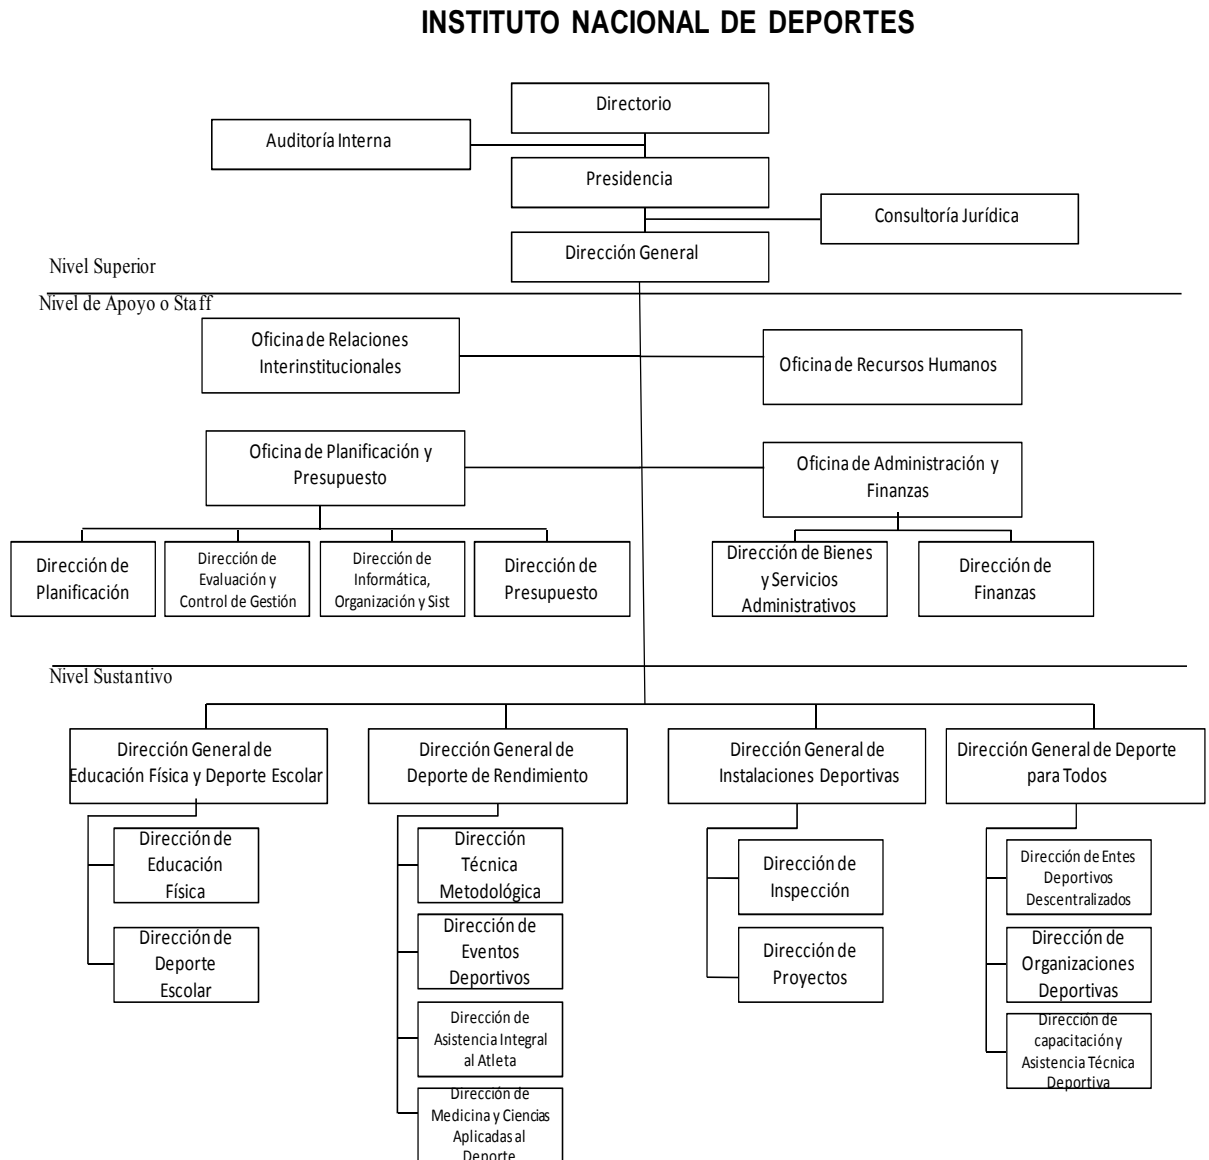 INSTITUTO NACIONAL DE DEPORTES
Directorio
Auditoría Interna
Presidencia
Consultoría Jurídica
Dirección General
Nivel Superior
Nivel de Apoyo o Staff
Oficina de Relaciones
Interinstitucionales
Oficina de Recursos Humanos
Oficina de Planificación y
Presupuesto
Oficina de Administración y
Finanzas
Dirección de
Planificación
Dirección de
Evaluación y
Control de Gestión
Dirección de
Informática,
Organización y Sist
Dirección de
Presupuesto
Dirección de Bienes
y Servicios
Administrativos
Dirección de
Finanzas
Nivel Sustantivo
Dirección General de
Educación Física y Deporte Escolar
Dirección General de
Deporte de Rendimiento
Dirección General de
Instalaciones Deportivas
Dirección General de Deporte
para Todos
Dirección de
Educación
Física
Dirección de
Deporte
Escolar
Dirección
Técnica
Metodológica
Dirección de
Eventos
Deportivos
Dirección de
Asistencia Integral
al Atleta
Dirección de
Medicina y Ciencias
Aplicadas al
Deporte
Dirección de
Inspección
Dirección de
Proyectos
Dirección de Entes
Deportivos
Descentralizados
Dirección de
Organizaciones
Deportivas
Dirección de
capacitación y
Asistencia Técnica
Deportiva